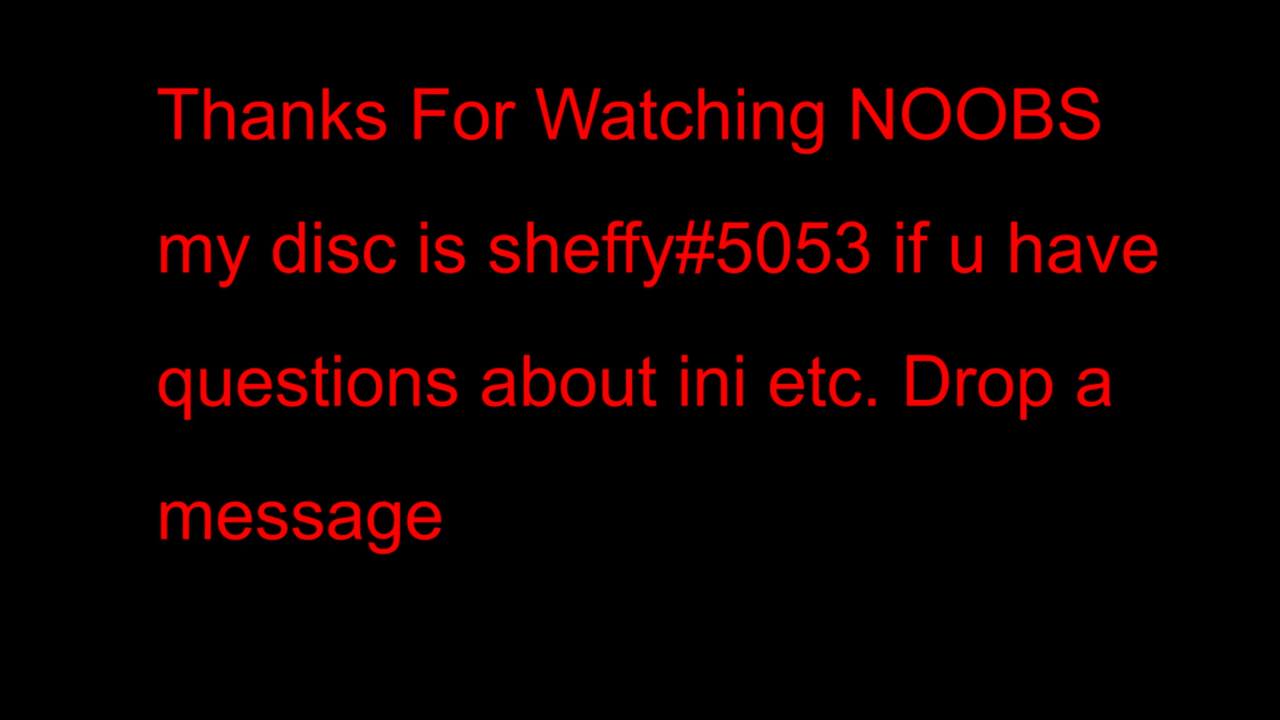 Thanks For Watching NOOBS
my disc is sheffy#5053 if u have
questions about ini etc. Drop a
message